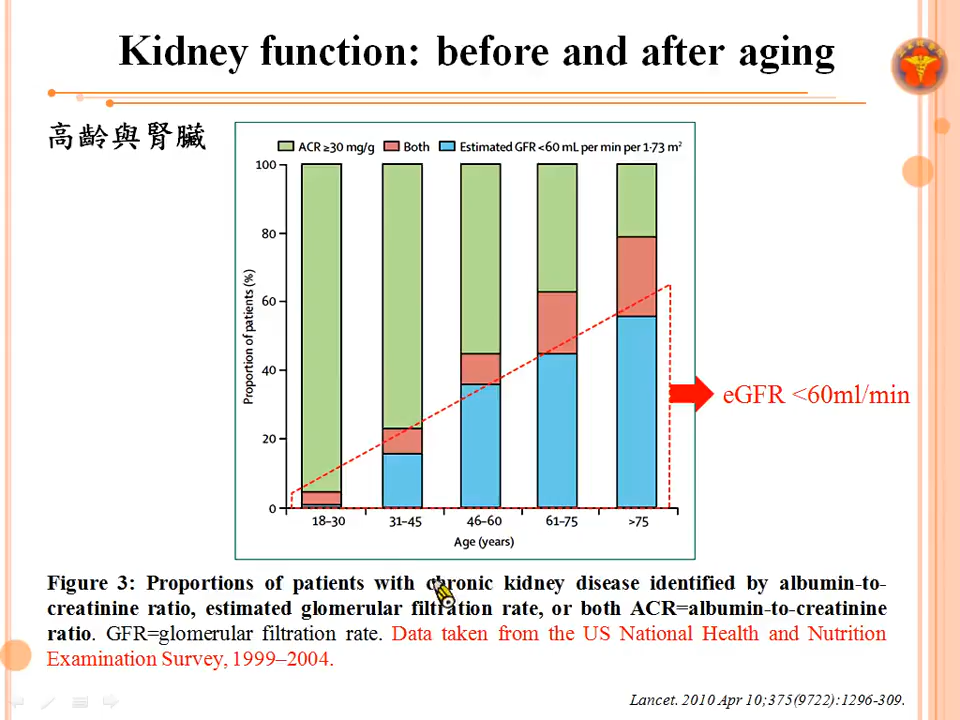 Kidney function: before and after aging
高齡與腎臟
ACR ≥30 mg/g Both Estimated GFR <60 mL per min per 1·73 m²
100
80
60
40
20
0
Proportion of patients (%)
18–30 31–45 46–60 61–75 >75
Age (years)
eGFR <60ml/min
Figure 3: Proportions of patients with chronic kidney disease identified by albumin-to-
creatinine ratio, estimated glomerular filtration rate, or both ACR=albumin-to-creatinine
ratio. GFR=glomerular filtration rate. Data taken from the US National Health and Nutrition
Examination Survey, 1999–2004.
Lancet. 2010 Apr 10;375(9722):1296-309.